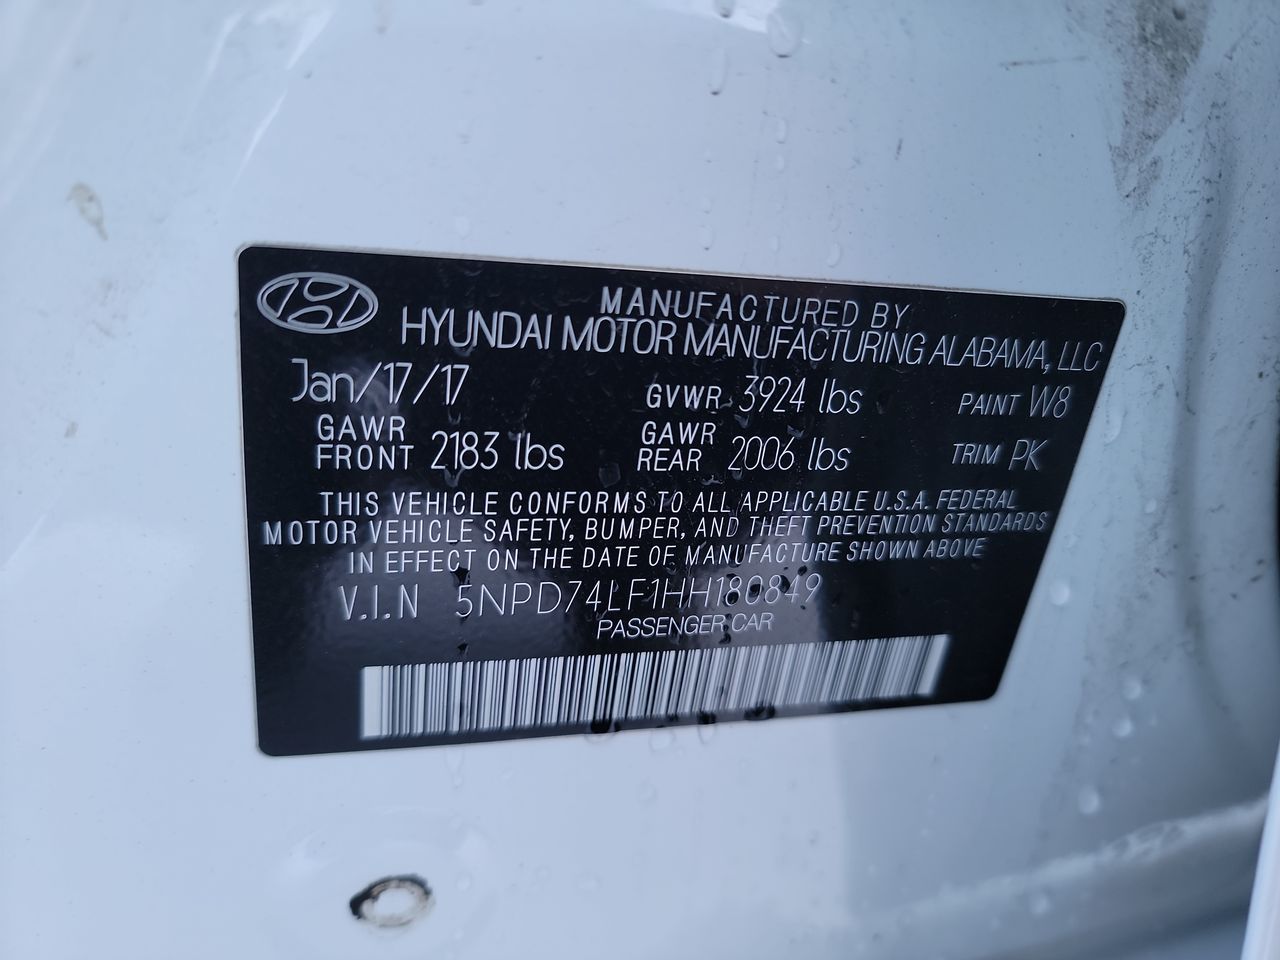 MANUFACTURED BY
HYUNDAI MOTOR MANUFACTURING ALABAMA, LLC
Jan/17/17 GVWR 3924 lbs PAINT W8
GAWR FRONT 2183 lbs GAWR REAR 2006 lbs TRIM PK
THIS VEHICLE CONFORMS TO ALL APPLICABLE U.S.A. FEDERAL
MOTOR VEHICLE SAFETY, BUMPER, AND THEFT PREVENTION STANDARDS
IN EFFECT ON THE DATE OF MANUFACTURE SHOWN ABOVE
V.I.N 5NPD74LF1HH180849
PASSENGER CAR